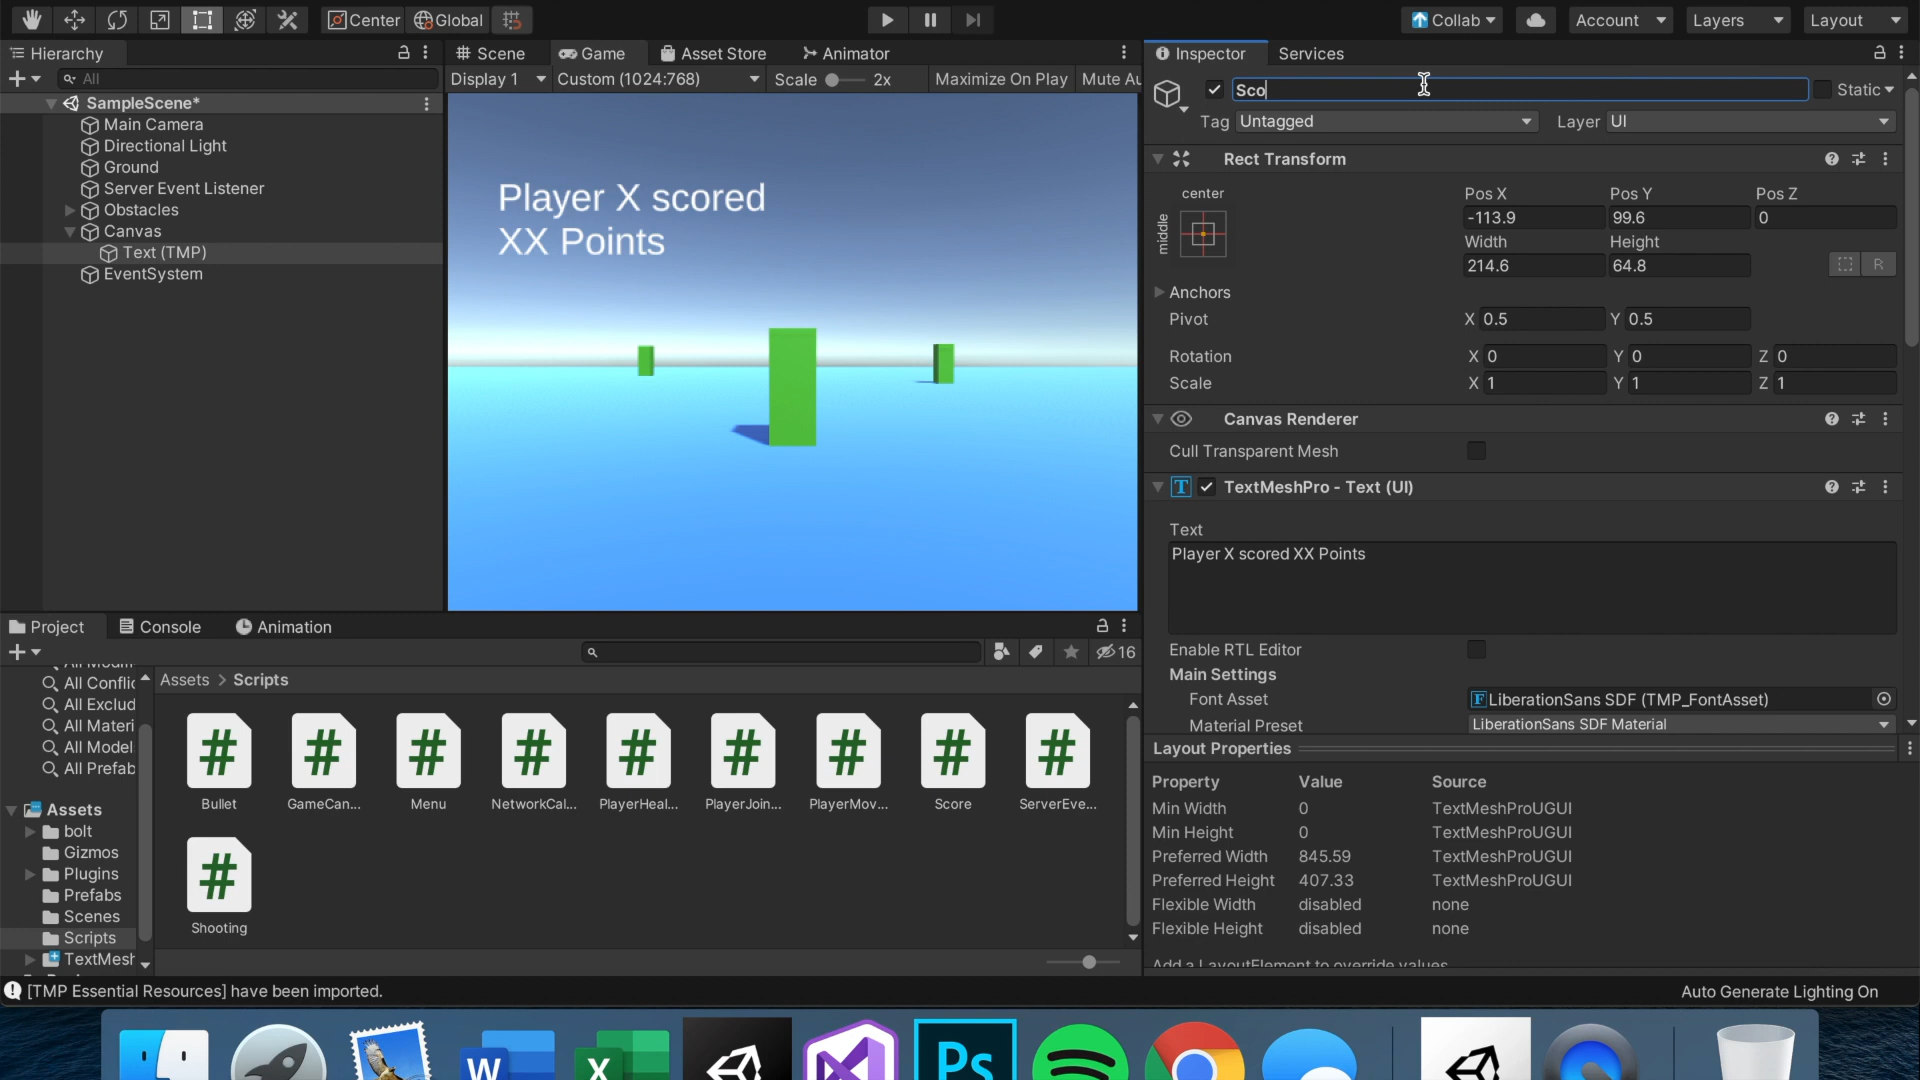 Center
Global
Collab
Account
Layers
Layout
Hierarchy
All
SampleScene*
Main Camera
Directional Light
Ground
Server Event Listener
Obstacles
Canvas
Text (TMP)
EventSystem
Scene
Game
Asset Store
Animator
Display 1
Custom (1024:768)
Scale
2x
Maximize On Play
Mute Au
Player X scored
XX Points
Inspector
Services
Sco
Static
Tag
Untagged
Layer
UI
Rect Transform
center
middle
Pos X
Pos Y
Pos Z
-113.9
99.6
0
Width
Height
214.6
64.8
R
Anchors
Pivot
X 0.5
Y 0.5
Rotation
X 0
Y 0
Z 0
Scale
X 1
Y 1
Z 1
Canvas Renderer
Cull Transparent Mesh
T
TextMeshPro - Text (UI)
Text
Player X scored XX Points
Enable RTL Editor
Main Settings
Font Asset
F
LiberationSans SDF (TMP_FontAsset)
Material Preset
LiberationSans SDF Material
Layout Properties
Property Value Source
Min Width 0 TextMeshProUGUI
Min Height 0 TextMeshProUGUI
Preferred Width 845.59 TextMeshProUGUI
Preferred Height 407.33 TextMeshProUGUI
Flexible Width disabled none
Flexible Height disabled none
Add a LayoutElement to override values
Project
Console
Animation
16
All Conflic
All Exclud
All Materi
All Model
All Prefab
Assets
bolt
Gizmos
Plugins
Prefabs
Scenes
Scripts
TextMesh
Assets > Scripts
Bullet
GameCan...
Menu
NetworkCal...
PlayerHeal...
PlayerJoin...
PlayerMov...
Score
ServerEve...
Shooting
[TMP Essential Resources] have been imported.
Auto Generate Lighting On
W
X
Ps